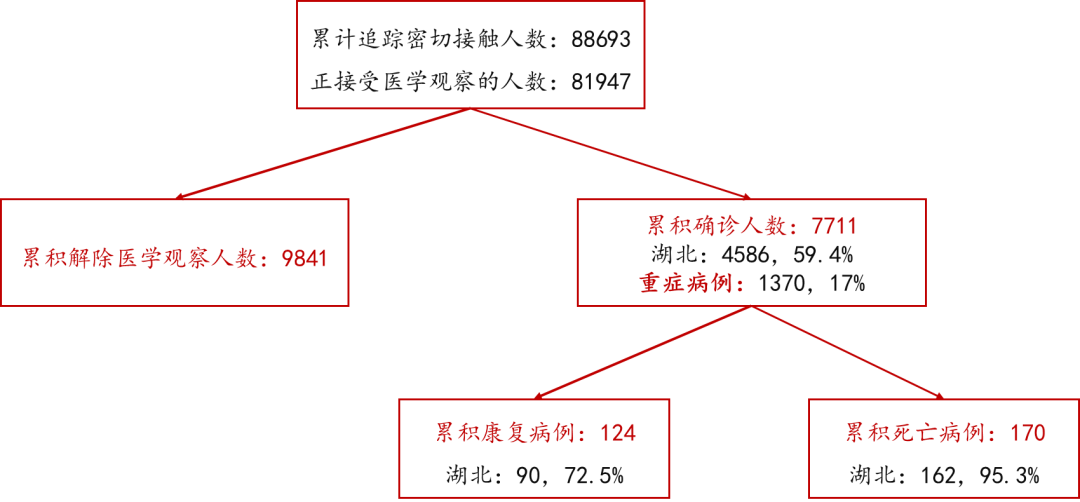 累计追踪密切接触人数：88693
正接受医学观察的人数：81947
累积解除医学观察人数：9841
累积确诊人数：7711
湖北：4586，59.4%
重症病例：1370，17%
累积康复病例：124
湖北：90，72.5%
累积死亡病例：170
湖北：162，95.3%